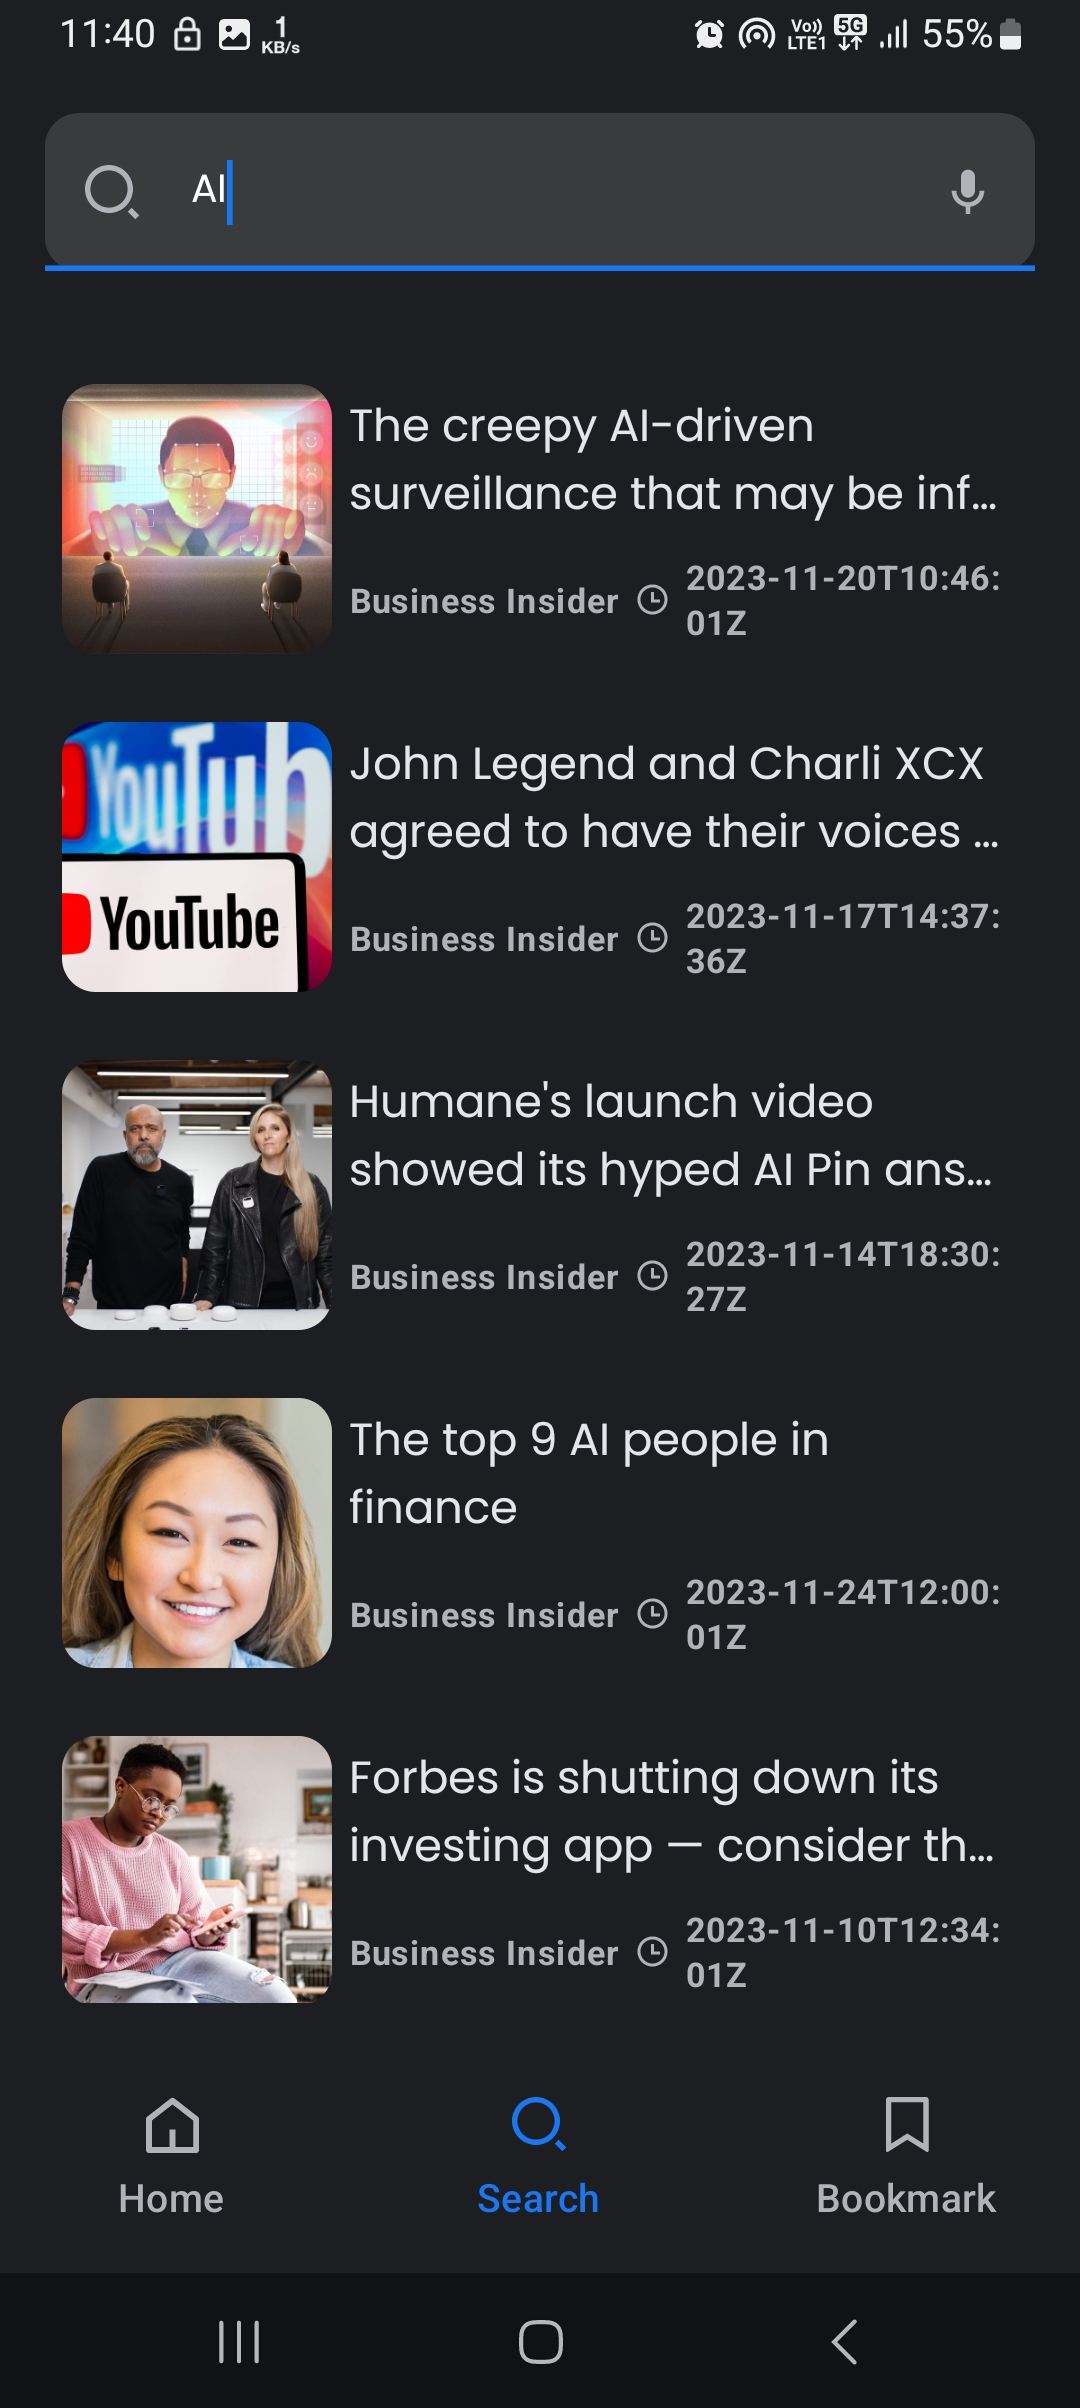 11:40
1
KB/s
Vo))
LTE1
5G
55%
AI
The creepy AI-driven
surveillance that may be inf...
Business Insider
2023-11-20T10:46:
01Z
YouTub
YouTube
John Legend and Charli XCX
agreed to have their voices ...
Business Insider
2023-11-17T14:37:
36Z
Humane's launch video
showed its hyped AI Pin ans...
Business Insider
2023-11-14T18:30:
27Z
The top 9 AI people in
finance
Business Insider
2023-11-24T12:00:
01Z
Forbes is shutting down its
investing app — consider th...
Business Insider
2023-11-10T12:34:
01Z
Home
Search
Bookmark